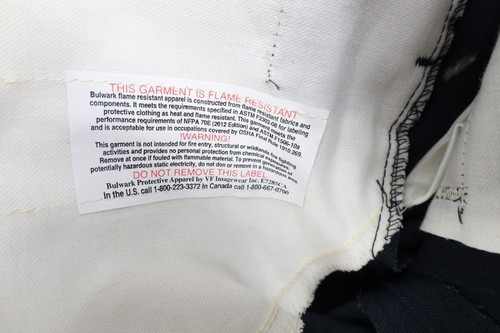 THIS GARMENT IS FLAME RESISTANT
Bulwark flame resistant apparel is constructed from flame resistant fabrics and
components. It meets the requirements specified in ASTM F2302-08 for labeling
protective clothing as heat and flame resistant. This garment meets the
performance requirements of NFPA 70E (2012 Edition) and ASTM F1506-10a
and is acceptable for use in occupations covered by OSHA Final Rule 1910.269.
!WARNING!
This garment is not intended for fire entry, structural or wildlands fire fighting
activities and provides no personal protection from chemical exposures.
Remove at once if fouled with flammable material. To prevent generation of
potentially hazardous static electricity, do not don or remove in a hazardous area.
DO NOT REMOVE THIS LABEL
Bulwark Protective Apparel by VF Imagewear Inc. E7285CA
In the U.S. call 1-800-223-3372 In Canada call 1-800-667-0700